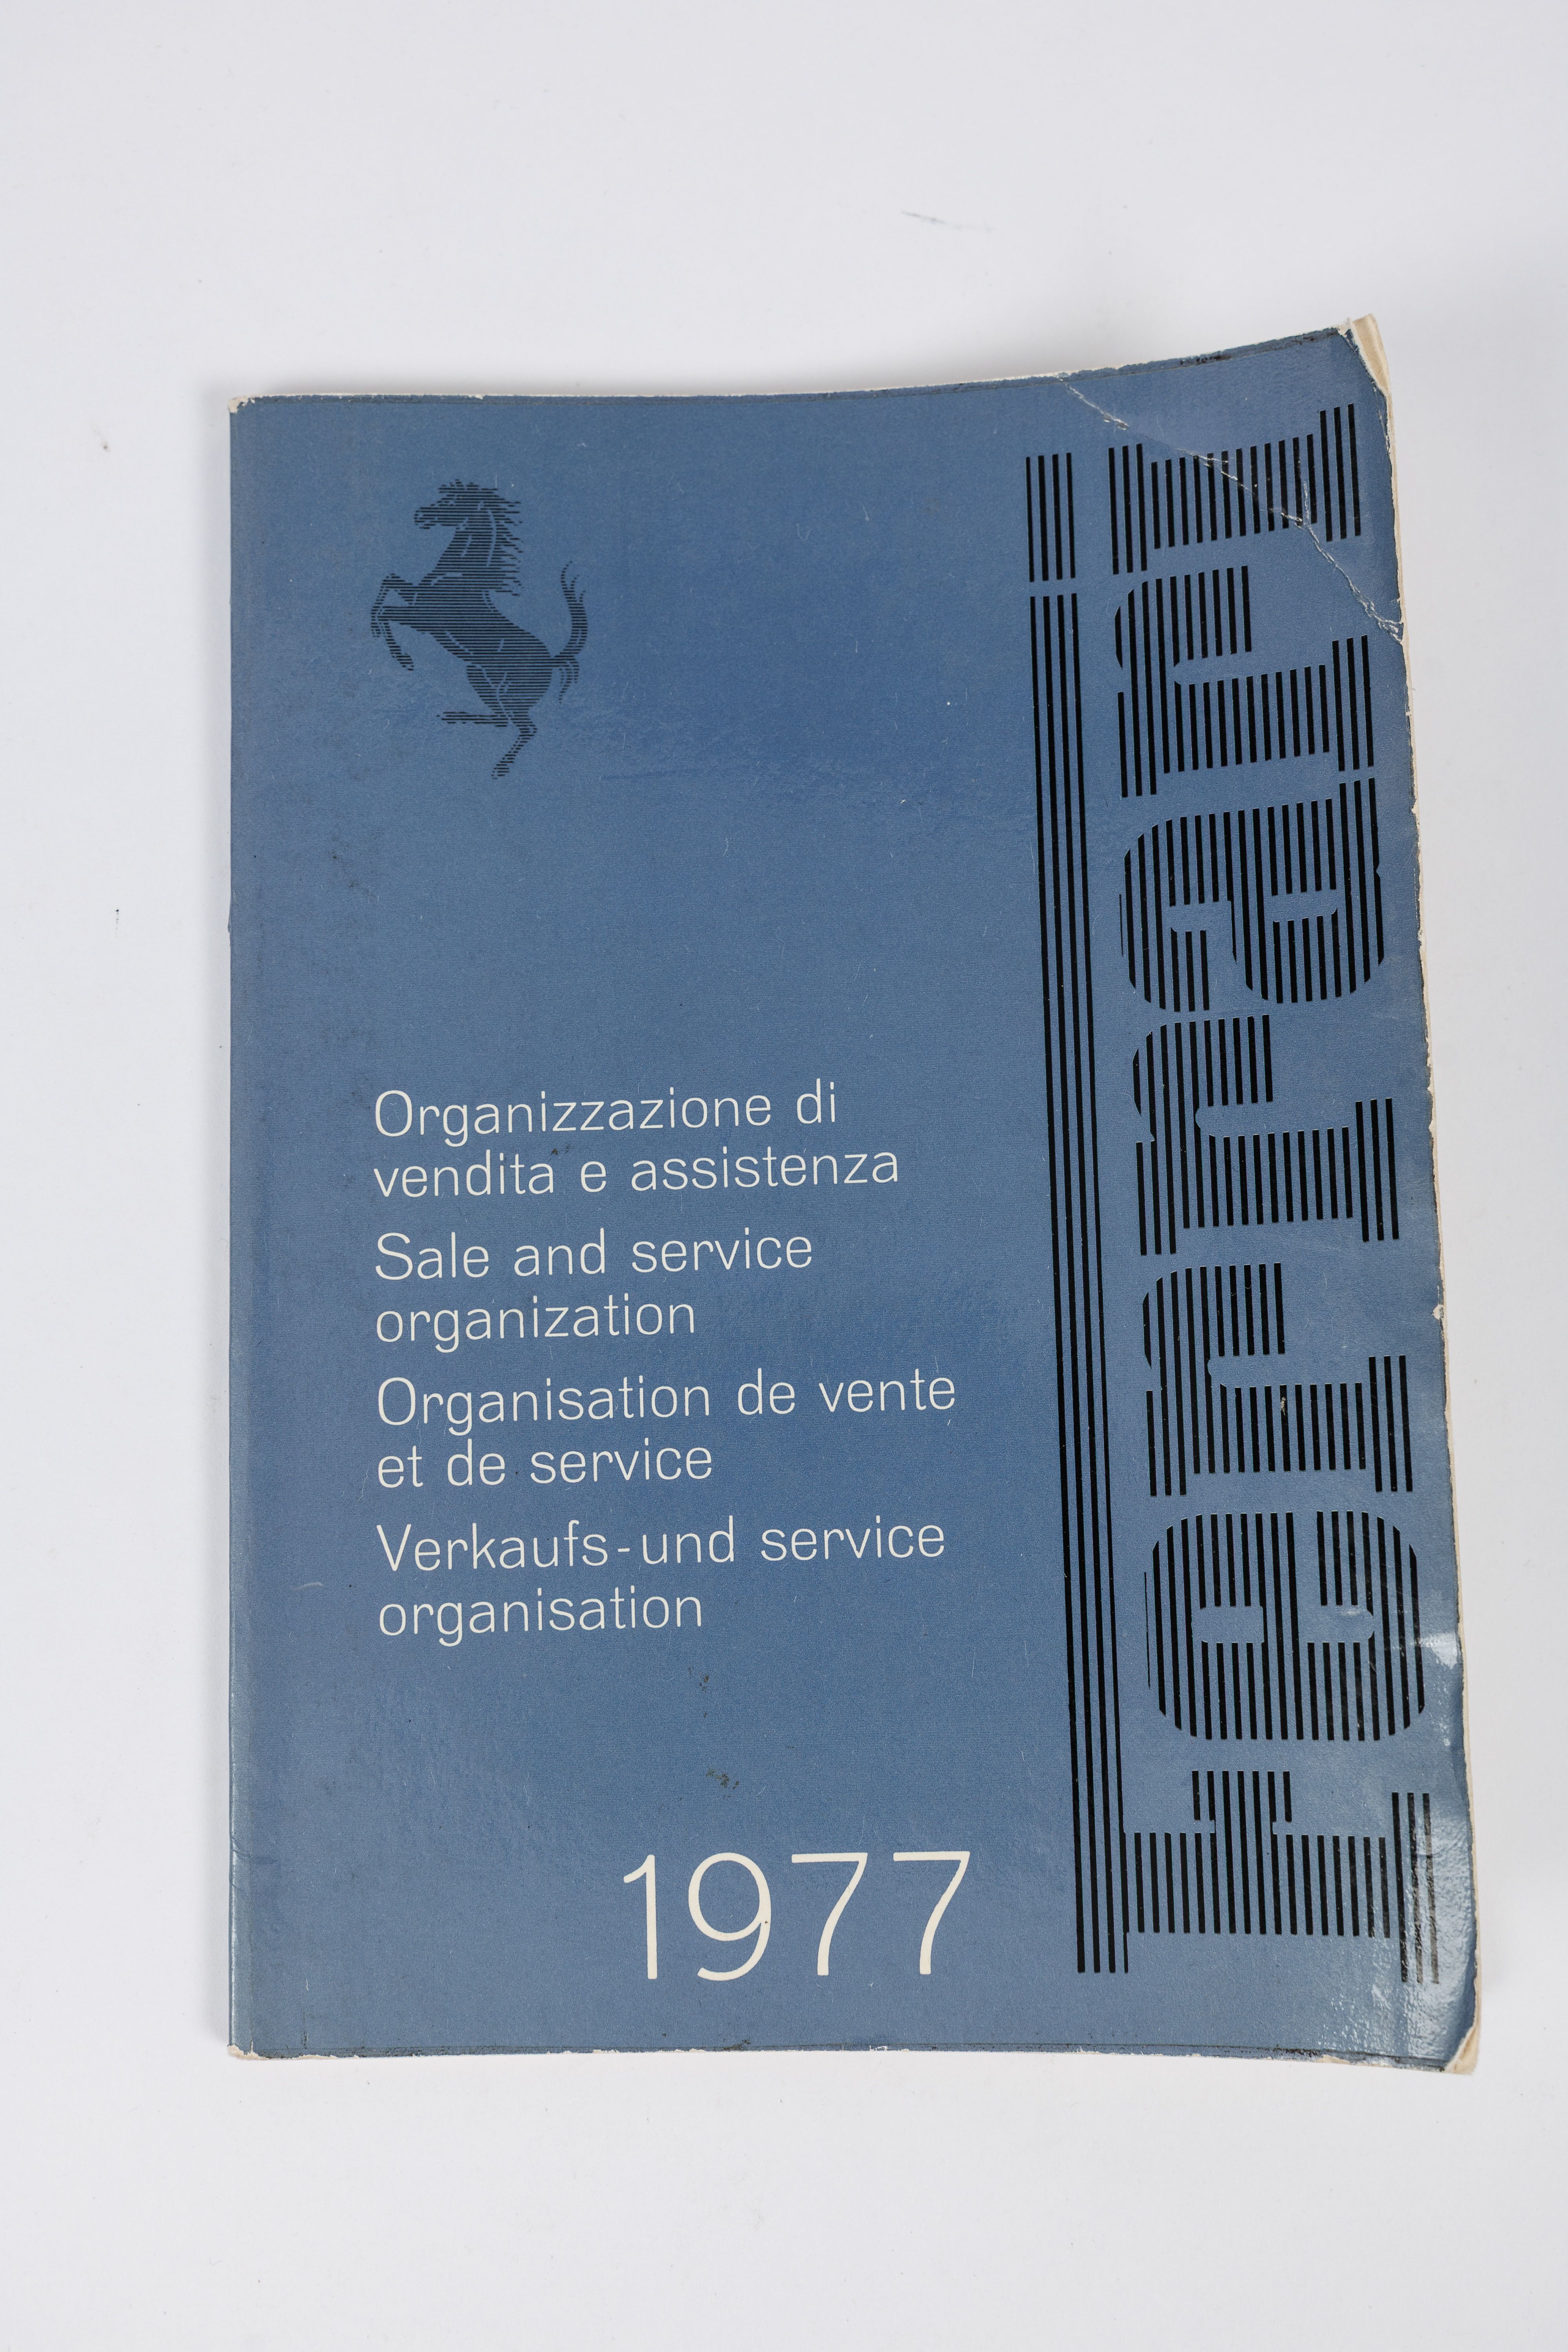 Organizzazione di
vendita e assistenza
Sale and service
organization
Organisation de vente
et de service
Verkaufs-und service
organisation
1977
ferrari